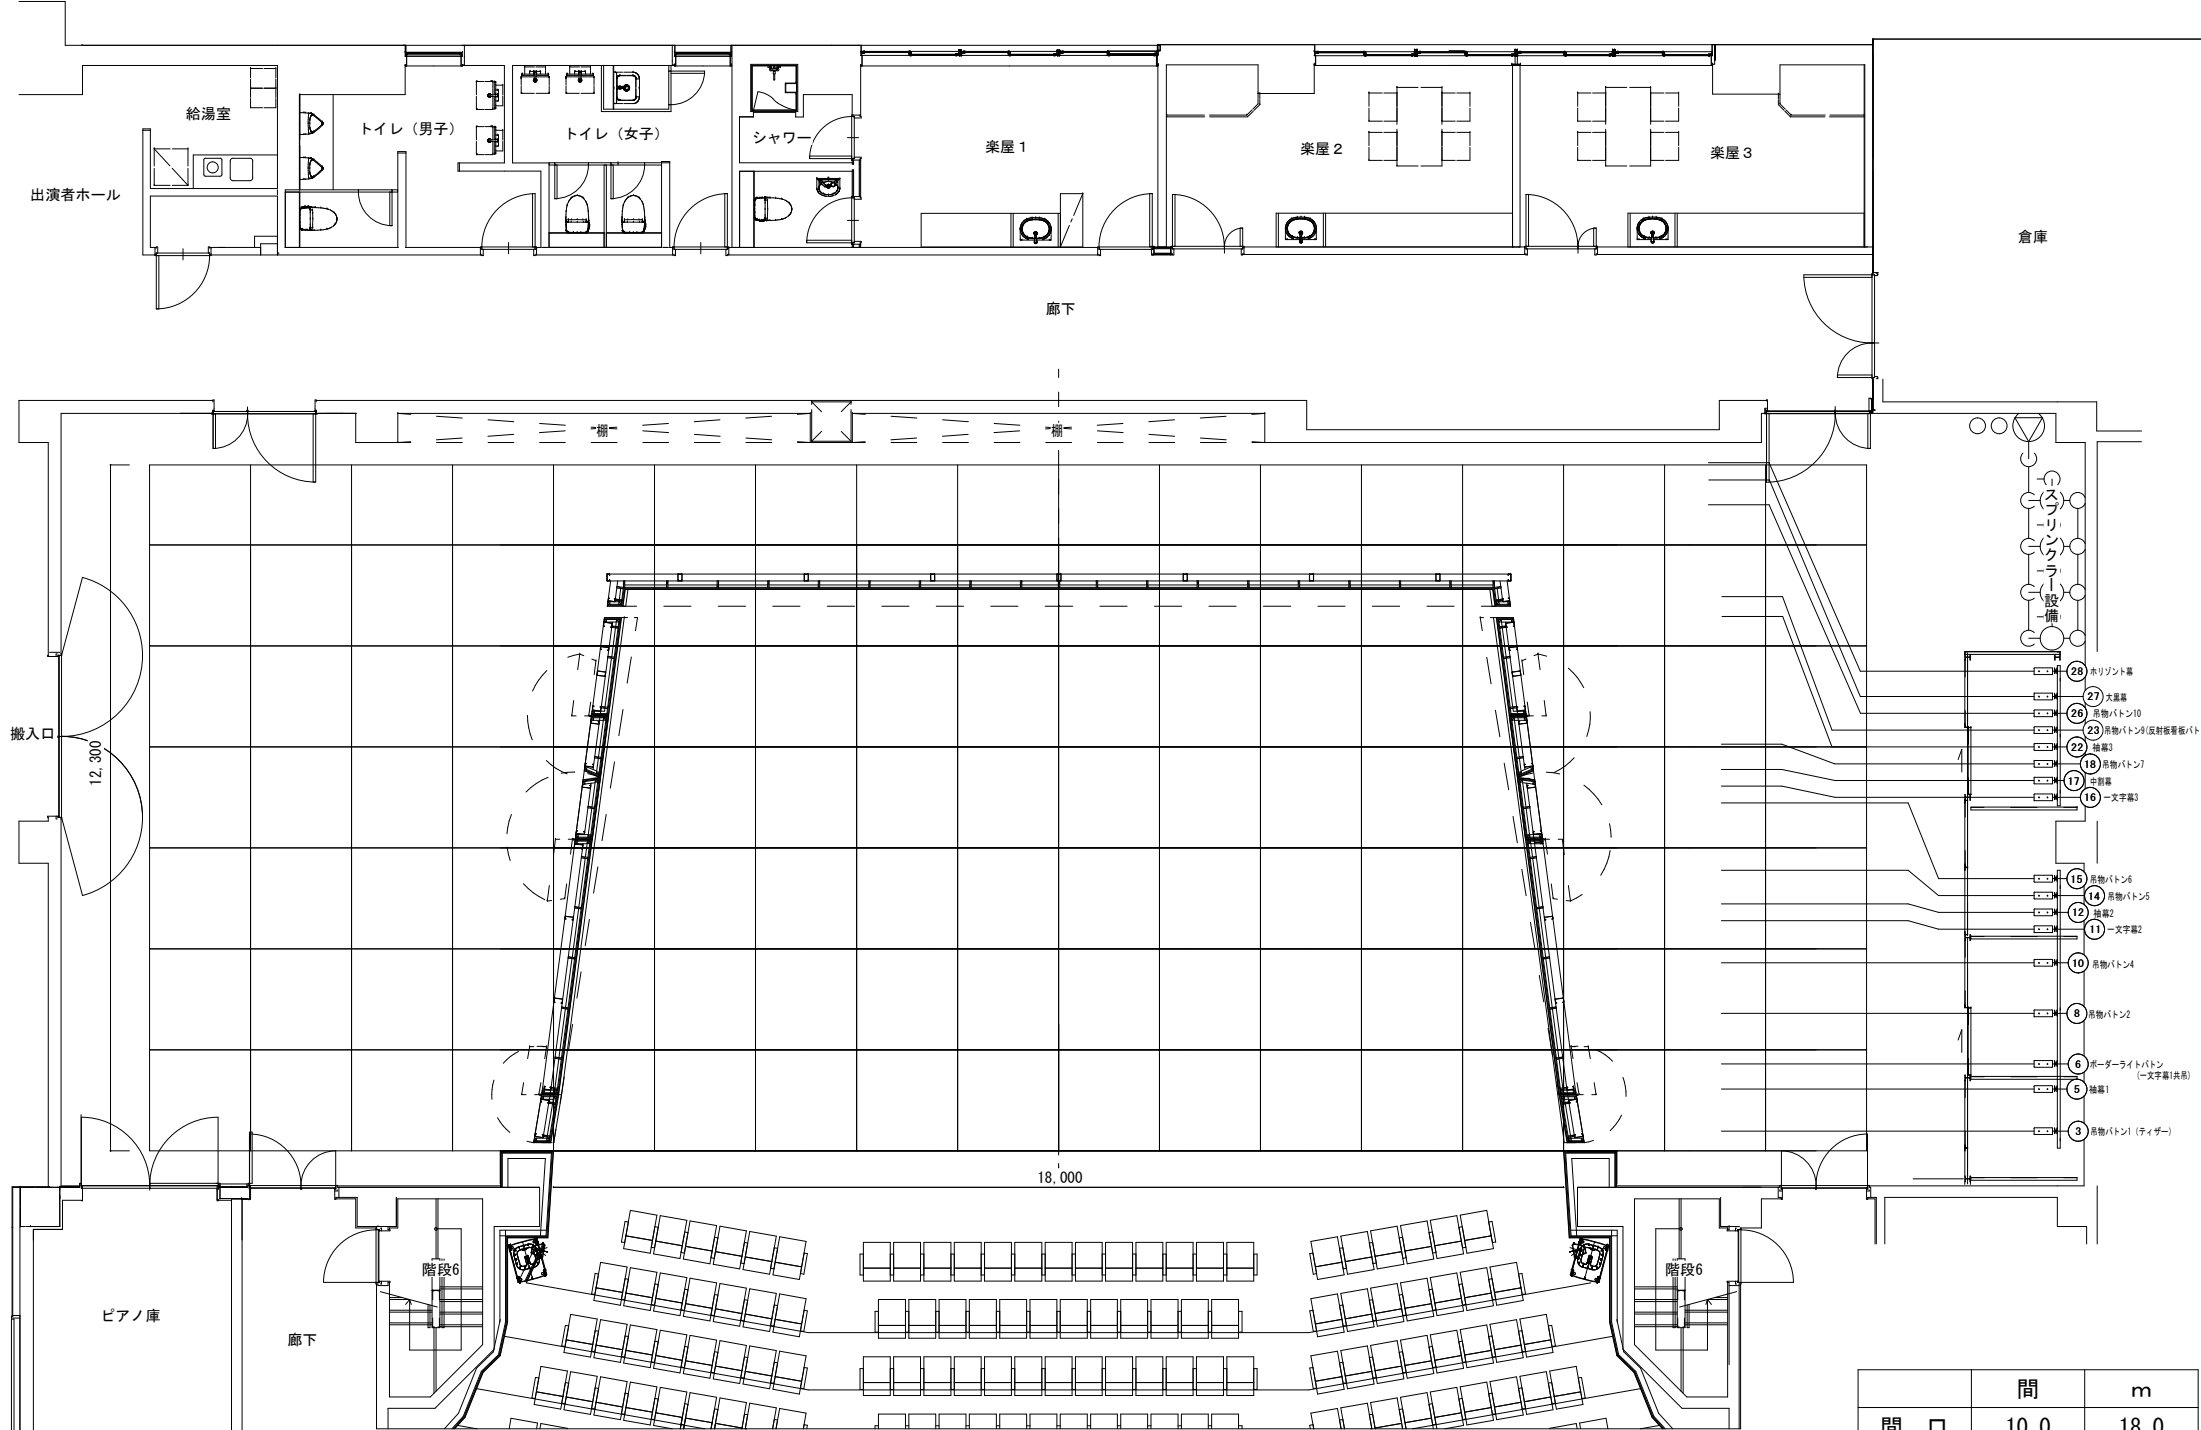 給湯室
トイレ（男子）
トイレ（女子）
シャワー
楽屋１
楽屋２
楽屋３
出演者ホール
倉庫
廊下
棚
棚
スプリンクラー設備
搬入口
12,300
28 ホリゾント幕
27 大黒幕
26 吊物バトン10
23 吊物バトン9(反射板看板バト
22 袖幕3
18 吊物バトン7
17 中割幕
16 一文字幕3
15 吊物バトン6
14 吊物バトン5
12 袖幕2
11 一文字幕2
10 吊物バトン4
8 吊物バトン2
6 ボーダーライトバトン
(一文字幕1共吊)
5 袖幕1
3 吊物バトン1 (ティザー)
18,000
階段6
階段6
ピアノ庫
廊下
間 m
間 口 10.0 18.0